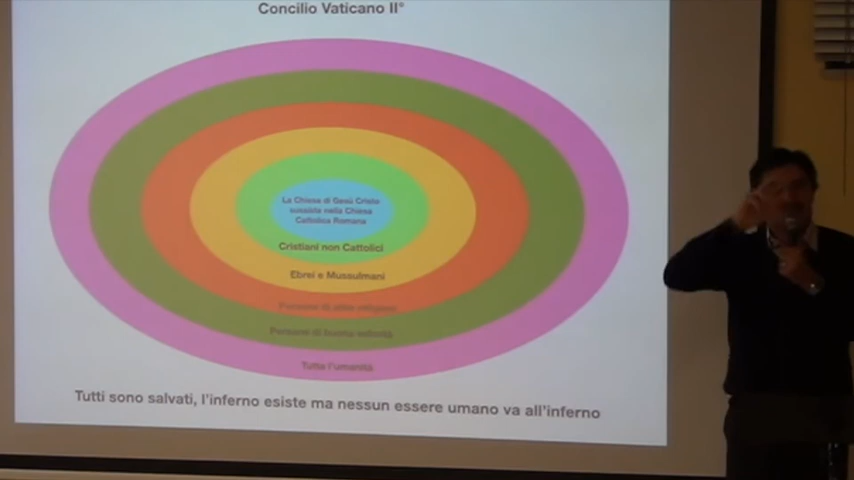 Concilio Vaticano II°
La Chiesa di Gesù Cristo
sussiste nella Chiesa
Cattolica Romana
Cristiani non Cattolici
Ebrei e Mussulmani
Persone di altre religioni
Persone di buona volontà
Tutta l'umanità
Tutti sono salvati, l'inferno esiste ma nessun essere umano va all'inferno